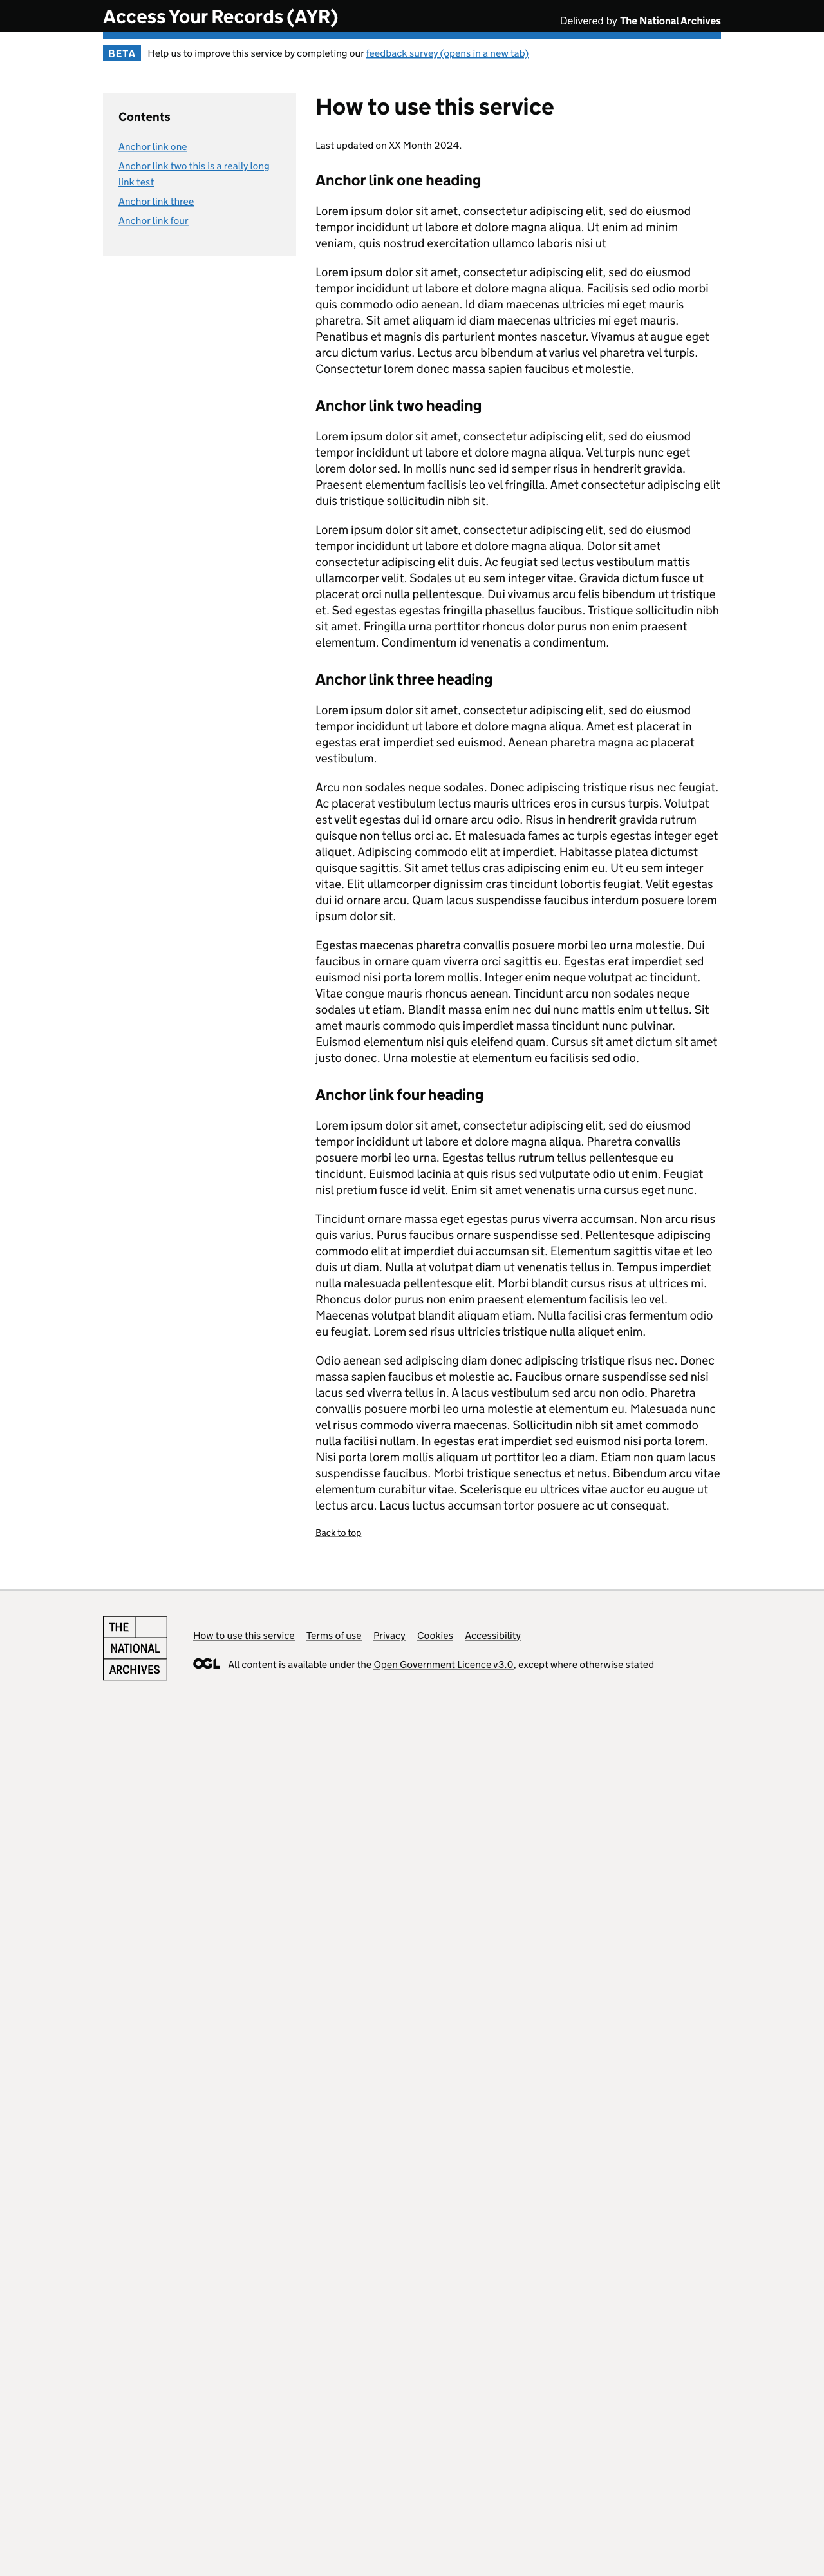 Access Your Records (AYR)
Delivered by The National Archives
BETA Help us to improve this service by completing our feedback survey (opens in a new tab)
Contents
Anchor link one
Anchor link two this is a really long
link test
Anchor link three
Anchor link four
How to use this service
Last updated on XX Month 2024.
Anchor link one heading
Lorem ipsum dolor sit amet, consectetur adipiscing elit, sed do eiusmod
tempor incididunt ut labore et dolore magna aliqua. Ut enim ad minim
veniam, quis nostrud exercitation ullamco laboris nisi ut
Lorem ipsum dolor sit amet, consectetur adipiscing elit, sed do eiusmod
tempor incididunt ut labore et dolore magna aliqua. Facilisis sed odio morbi
quis commodo odio aenean. Id diam maecenas ultricies mi eget mauris
pharetra. Sit amet aliquam id diam maecenas ultricies mi eget mauris.
Penatibus et magnis dis parturient montes nascetur. Vivamus at augue eget
arcu dictum varius. Lectus arcu bibendum at varius vel pharetra vel turpis.
Consectetur lorem donec massa sapien faucibus et molestie.
Anchor link two heading
Lorem ipsum dolor sit amet, consectetur adipiscing elit, sed do eiusmod
tempor incididunt ut labore et dolore magna aliqua. Vel turpis nunc eget
lorem dolor sed. In mollis nunc sed id semper risus in hendrerit gravida.
Praesent elementum facilisis leo vel fringilla. Amet consectetur adipiscing elit
duis tristique sollicitudin nibh sit.
Lorem ipsum dolor sit amet, consectetur adipiscing elit, sed do eiusmod
tempor incididunt ut labore et dolore magna aliqua. Dolor sit amet
consectetur adipiscing elit duis. Ac feugiat sed lectus vestibulum mattis
ullamcorper velit. Sodales ut eu sem integer vitae. Gravida dictum fusce ut
placerat orci nulla pellentesque. Dui vivamus arcu felis bibendum ut tristique
et. Sed egestas egestas fringilla phasellus faucibus. Tristique sollicitudin nibh
sit amet. Fringilla urna porttitor rhoncus dolor purus non enim praesent
elementum. Condimentum id venenatis a condimentum.
Anchor link three heading
Lorem ipsum dolor sit amet, consectetur adipiscing elit, sed do eiusmod
tempor incididunt ut labore et dolore magna aliqua. Amet est placerat in
egestas erat imperdiet sed euismod. Aenean pharetra magna ac placerat
vestibulum.
Arcu non sodales neque sodales. Donec adipiscing tristique risus nec feugiat.
Ac placerat vestibulum lectus mauris ultrices eros in cursus turpis. Volutpat
est velit egestas dui id ornare arcu odio. Risus in hendrerit gravida rutrum
quisque non tellus orci ac. Et malesuada fames ac turpis egestas integer eget
aliquet. Adipiscing commodo elit at imperdiet. Habitasse platea dictumst
quisque sagittis. Sit amet tellus cras adipiscing enim eu. Ut eu sem integer
vitae. Elit ullamcorper dignissim cras tincidunt lobortis feugiat. Velit egestas
dui id ornare arcu. Quam lacus suspendisse faucibus interdum posuere lorem
ipsum dolor sit.
Egestas maecenas pharetra convallis posuere morbi leo urna molestie. Dui
faucibus in ornare quam viverra orci sagittis eu. Egestas erat imperdiet sed
euismod nisi porta lorem mollis. Integer enim neque volutpat ac tincidunt.
Vitae congue mauris rhoncus aenean. Tincidunt arcu non sodales neque
sodales ut etiam. Blandit massa enim nec dui nunc mattis enim ut tellus. Sit
amet mauris commodo quis imperdiet massa tincidunt nunc pulvinar.
Euismod elementum nisi quis eleifend quam. Cursus sit amet dictum sit amet
justo donec. Urna molestie at elementum eu facilisis sed odio.
Anchor link four heading
Lorem ipsum dolor sit amet, consectetur adipiscing elit, sed do eiusmod
tempor incididunt ut labore et dolore magna aliqua. Pharetra convallis
posuere morbi leo urna. Egestas tellus rutrum tellus pellentesque eu
tincidunt. Euismod lacinia at quis risus sed vulputate odio ut enim. Feugiat
nisl pretium fusce id velit. Enim sit amet venenatis urna cursus eget nunc.
Tincidunt ornare massa eget egestas purus viverra accumsan. Non arcu risus
quis varius. Purus faucibus ornare suspendisse sed. Pellentesque adipiscing
commodo elit at imperdiet dui accumsan sit. Elementum sagittis vitae et leo
duis ut diam. Nulla at volutpat diam ut venenatis tellus in. Tempus imperdiet
nulla malesuada pellentesque elit. Morbi blandit cursus risus at ultrices mi.
Rhoncus dolor purus non enim praesent elementum facilisis leo vel.
Maecenas volutpat blandit aliquam etiam. Nulla facilisi cras fermentum odio
eu feugiat. Lorem sed risus ultricies tristique nulla aliquet enim.
Odio aenean sed adipiscing diam donec adipiscing tristique risus nec. Donec
massa sapien faucibus et molestie ac. Faucibus ornare suspendisse sed nisi
lacus sed viverra tellus in. A lacus vestibulum sed arcu non odio. Pharetra
convallis posuere morbi leo urna molestie at elementum eu. Malesuada nunc
vel risus commodo viverra maecenas. Sollicitudin nibh sit amet commodo
nulla facilisi nullam. In egestas erat imperdiet sed euismod nisi porta lorem.
Nisi porta lorem mollis aliquam ut porttitor leo a diam. Etiam non quam lacus
suspendisse faucibus. Morbi tristique senectus et netus. Bibendum arcu vitae
elementum curabitur vitae. Scelerisque eu ultrices vitae auctor eu augue ut
lectus arcu. Lacus luctus accumsan tortor posuere ac ut consequat.
Back to top
THE
NATIONAL
ARCHIVES
How to use this service Terms of use Privacy Cookies Accessibility
OGL All content is available under the Open Government Licence v3.0, except where otherwise stated